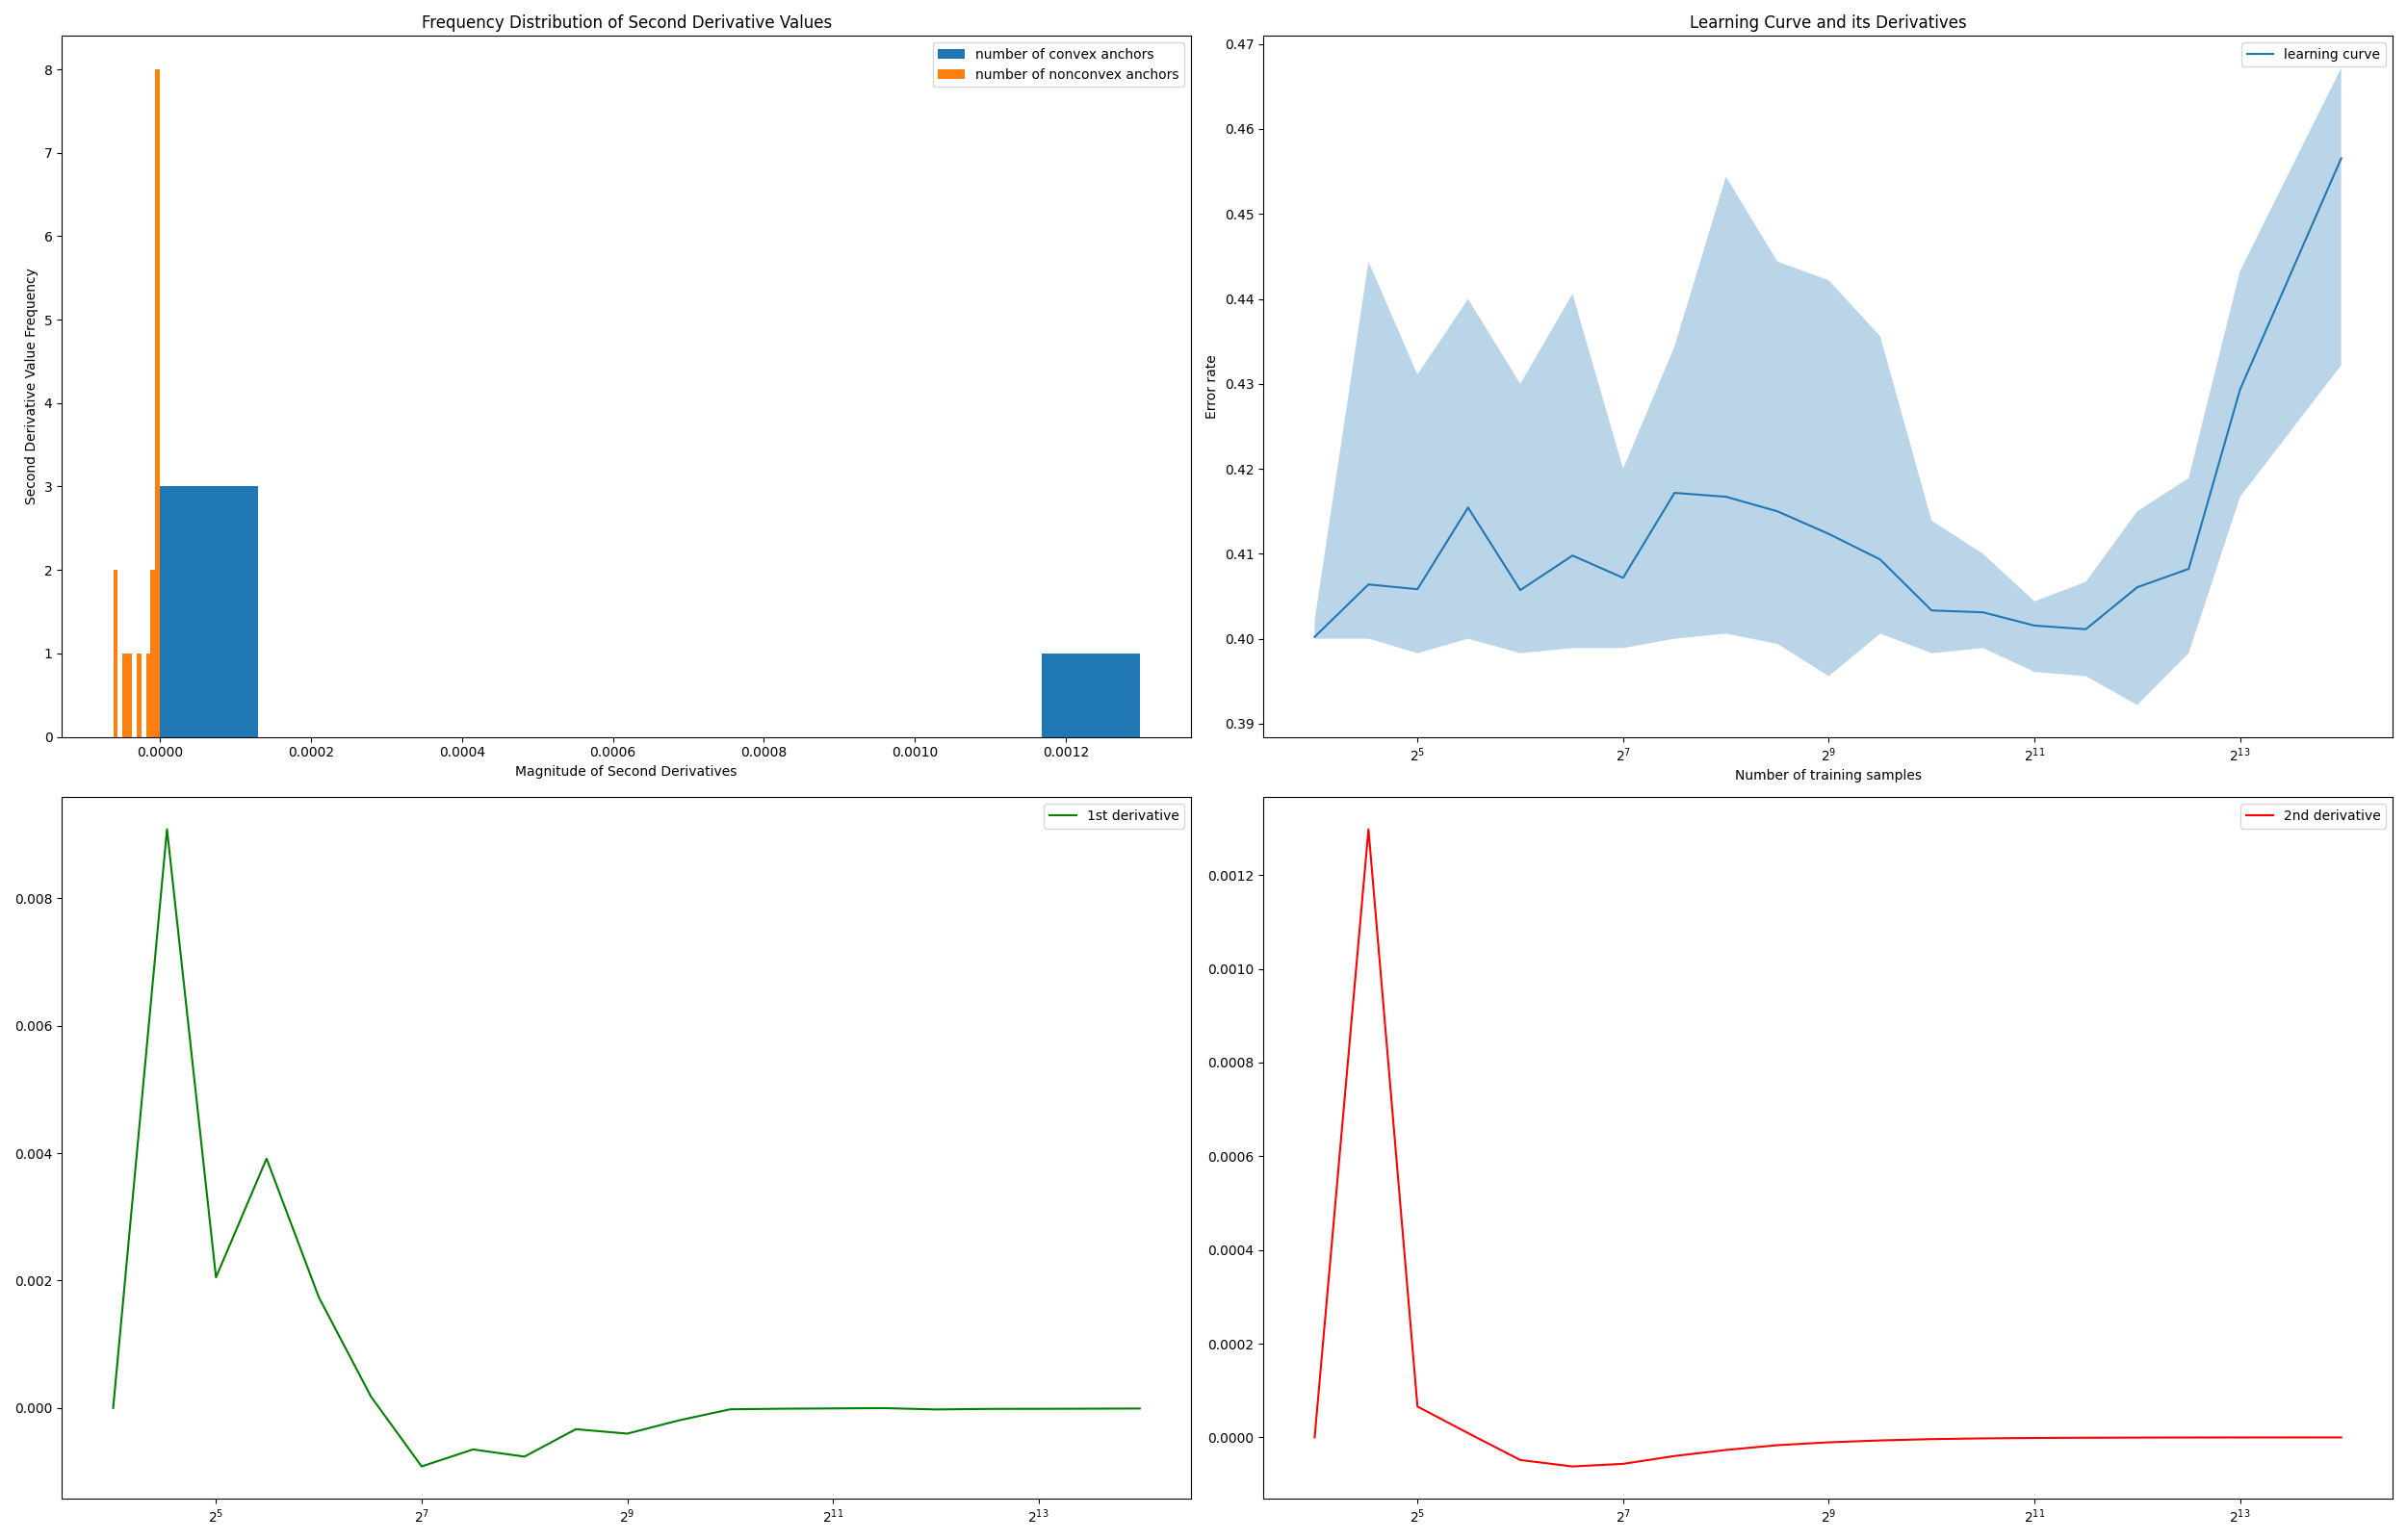 Frequency Distribution of Second Derivative Values
number of convex anchors
number of nonconvex anchors
8
7
6
5
4
3
2
1
0
Second Derivative Value Frequency
0.0000 0.0002 0.0004 0.0006 0.0008 0.0010 0.0012
Magnitude of Second Derivatives
Learning Curve and its Derivatives
learning curve
0.47
0.46
0.45
0.44
0.43
0.42
0.41
0.40
0.39
Error rate
2^5 2^7 2^9 2^11 2^13
Number of training samples
1st derivative
0.008
0.006
0.004
0.002
0.000
2^5 2^7 2^9 2^11 2^13
2nd derivative
0.0012
0.0010
0.0008
0.0006
0.0004
0.0002
0.0000
2^5 2^7 2^9 2^11 2^13